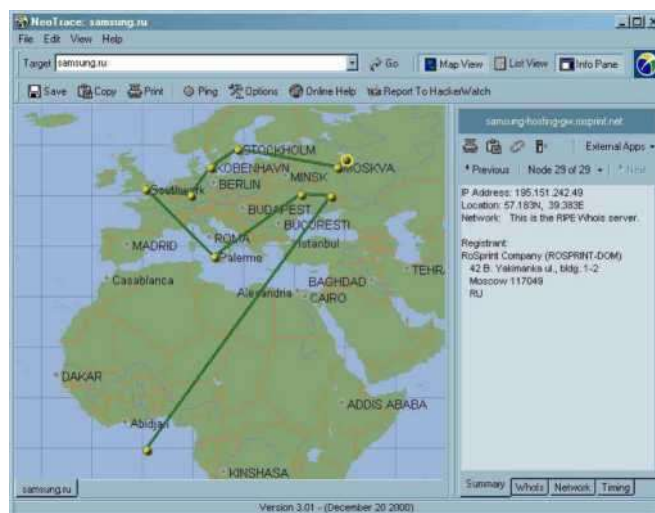 NeoTrace: samsung.ru
File Edit View Help
Target samsung.ru Go Map View List View Info Pane
Save Copy Print Ping Options Online Help Report To HackerWatch
samsung-hosting-gw.rosprint.net
External Apps
Previous Node 29 of 29 Next
IP Address: 195.151.242.49
Location: 57.183N, 39.383E
Network: This is the RIPE Whois server.
Registrant:
RoSprint Company (ROSPRINT-DOM)
42 B. Yakimanka ul., bldg. 1-2
Moscow 117049
RU
STOCKHOLM
KOBENHAVN
MOSKVA
MINSK
BERLIN
Southwark
BUDAPEST
BUCURESTI
ROMA
Istanbul
MADRID
Palermo
Casablanca
TEHRA
BAGHDAD
Alexandria
CAIRO
DAKAR
ADDIS ABABA
Abidjan
KINSHASA
samsung.ru
Summary WhoIs Network Timing
Version 3.01 - (December 20 2000)